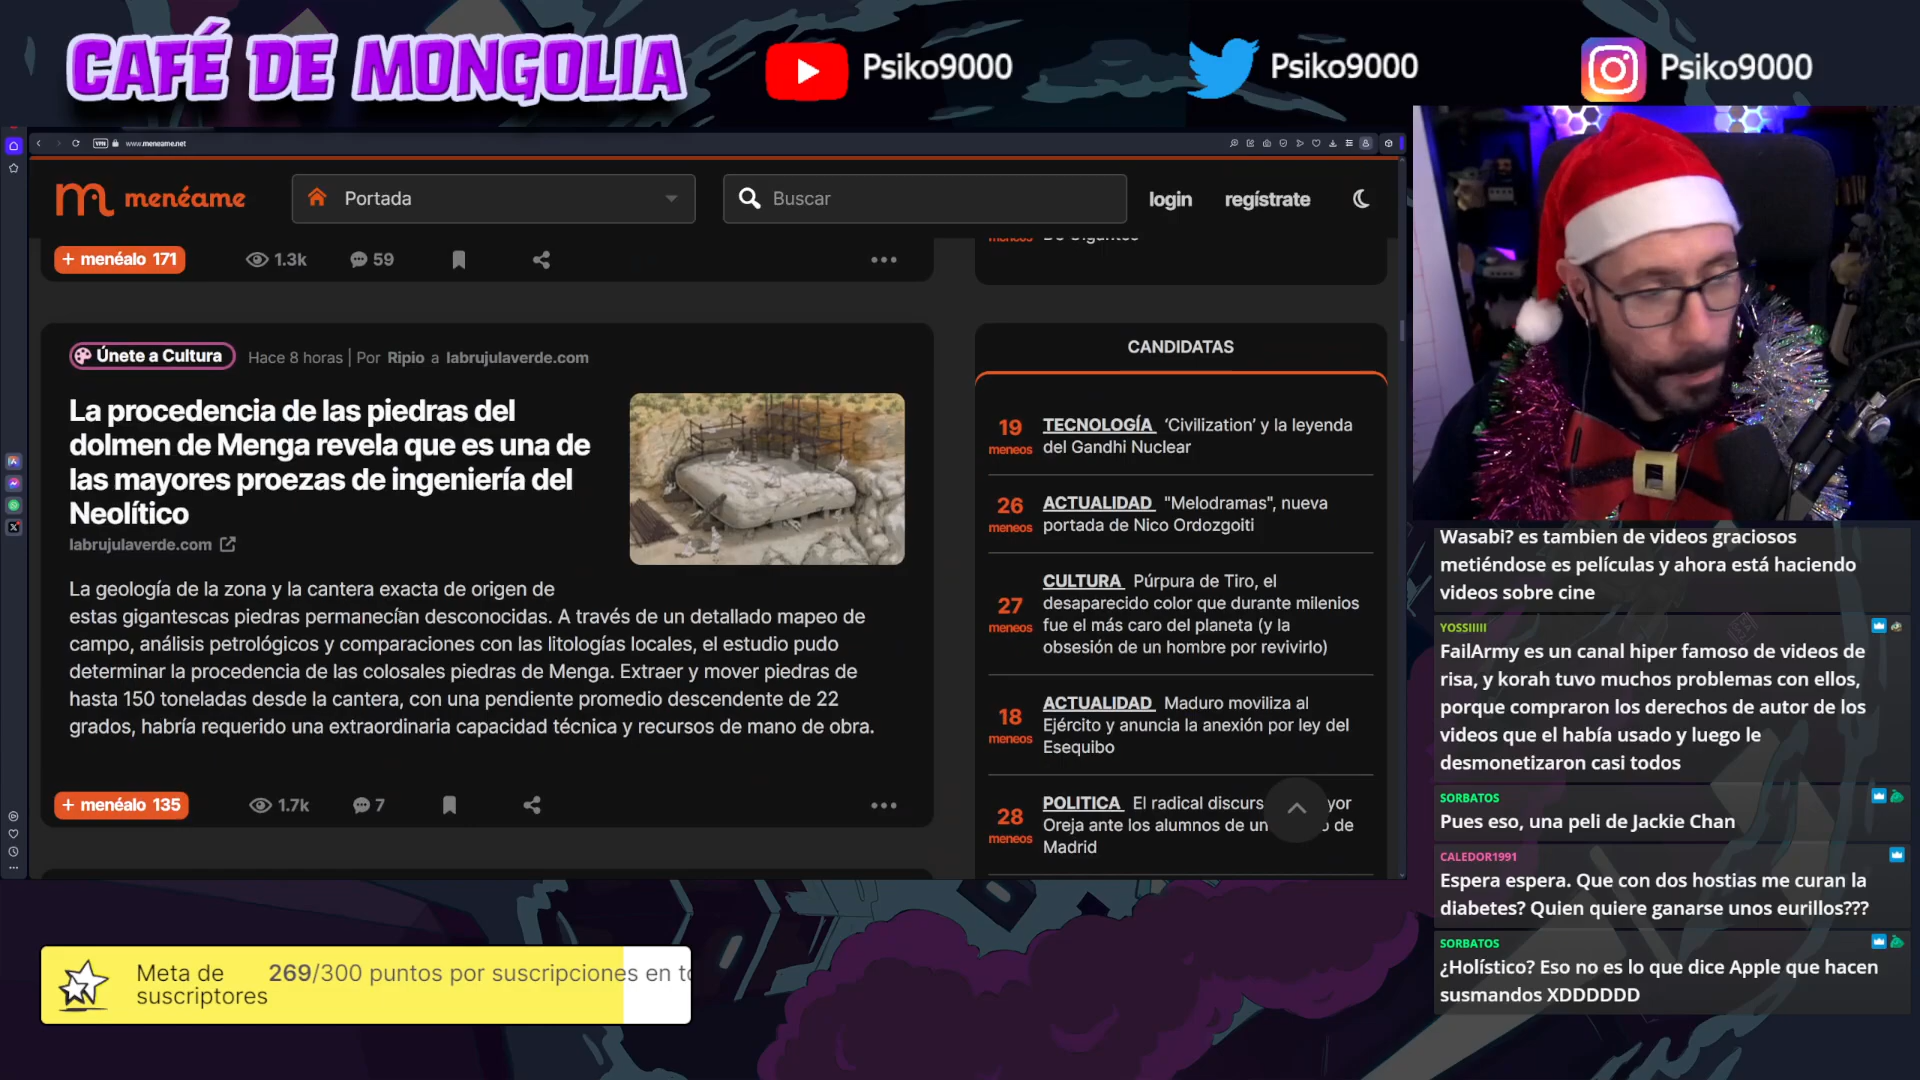 CAFÉ DE MONGOLIA
Psiko9000
Psiko9000
Psiko9000
VPN
www.meneame.net
menéame
Portada
Buscar
login
regístrate
+ menéalo 171
1.3k
59
Únete a Cultura
Hace 8 horas | Por Ripio a labrujulaverde.com
La procedencia de las piedras del
dolmen de Menga revela que es una de
las mayores proezas de ingeniería del
Neolítico
labrujulaverde.com
La geología de la zona y la cantera exacta de origen de
estas gigantescas piedras permanecían desconocidas. A través de un detallado mapeo de
campo, análisis petrológicos y comparaciones con las litologías locales, el estudio pudo
determinar la procedencia de las colosales piedras de Menga. Extraer y mover piedras de
hasta 150 toneladas desde la cantera, con una pendiente promedio descendente de 22
grados, habría requerido una extraordinaria capacidad técnica y recursos de mano de obra.
+ menéalo 135
1.7k
7
CANDIDATAS
19
meneos
TECNOLOGÍA 'Civilization' y la leyenda
del Gandhi Nuclear
26
meneos
ACTUALIDAD "Melodramas", nueva
portada de Nico Ordozgoiti
27
meneos
CULTURA Púrpura de Tiro, el
desaparecido color que durante milenios
fue el más caro del planeta (y la
obsesión de un hombre por revivirlo)
18
meneos
ACTUALIDAD Maduro moviliza al
Ejército y anuncia la anexión por ley del
Esequibo
28
meneos
POLITICA El radical discurs yor
Oreja ante los alumnos de un o de
Madrid
Wasabi? es tambien de videos graciosos
metiéndose es películas y ahora está haciendo
videos sobre cine
YOSSIIIII
FailArmy es un canal hiper famoso de videos de
risa, y korah tuvo muchos problemas con ellos,
porque compraron los derechos de autor de los
videos que el había usado y luego le
desmonetizaron casi todos
SORBATOS
Pues eso, una peli de Jackie Chan
CALEDOR1991
Espera espera. Que con dos hostias me curan la
diabetes? Quien quiere ganarse unos eurillos???
SORBATOS
¿Holístico? Eso no es lo que dice Apple que hacen
susmandos XDDDDDD
Meta de
suscriptores
269/300 puntos por suscripciones en to